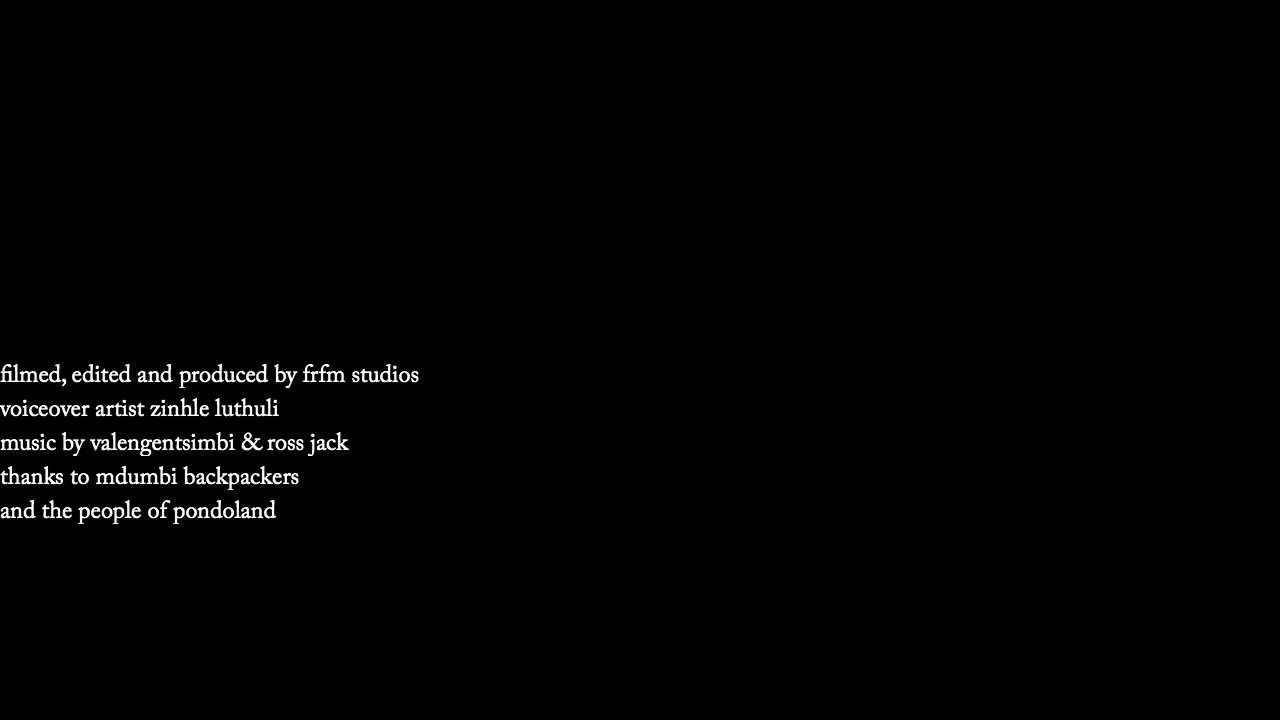 filmed, edited and produced by frfm studios
voiceover artist zinhle luthuli
music by valengentsimbi & ross jack
thanks to mdumbi backpackers
and the people of pondoland